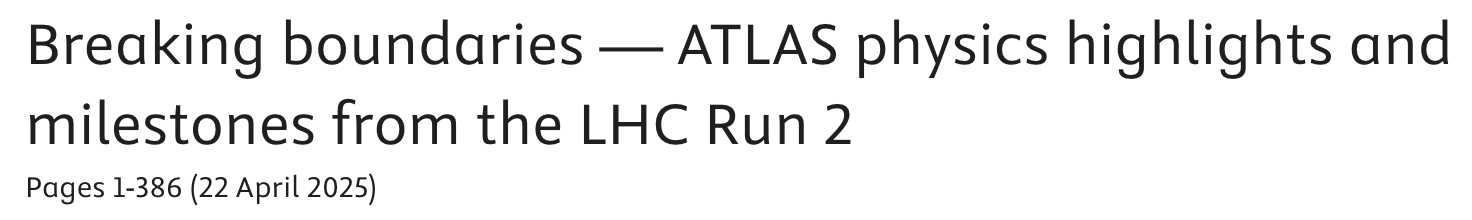 Breaking boundaries — ATLAS physics highlights and
milestones from the LHC Run 2
Pages 1-386 (22 April 2025)